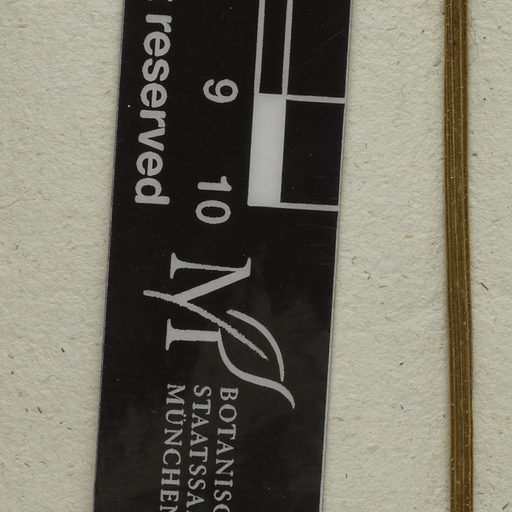 reserved
9 10
M
BOTANISC
STAATSSA
MÜNCHEN